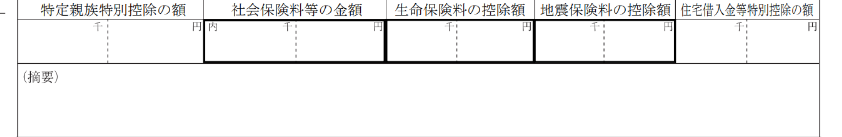 特定親族特別控除の額 社会保険料等の金額 生命保険料の控除額 地震保険料の控除額 住宅借入金等特別控除の額
千 円 内 千 円 千 円 千 円 千 円
（摘要）